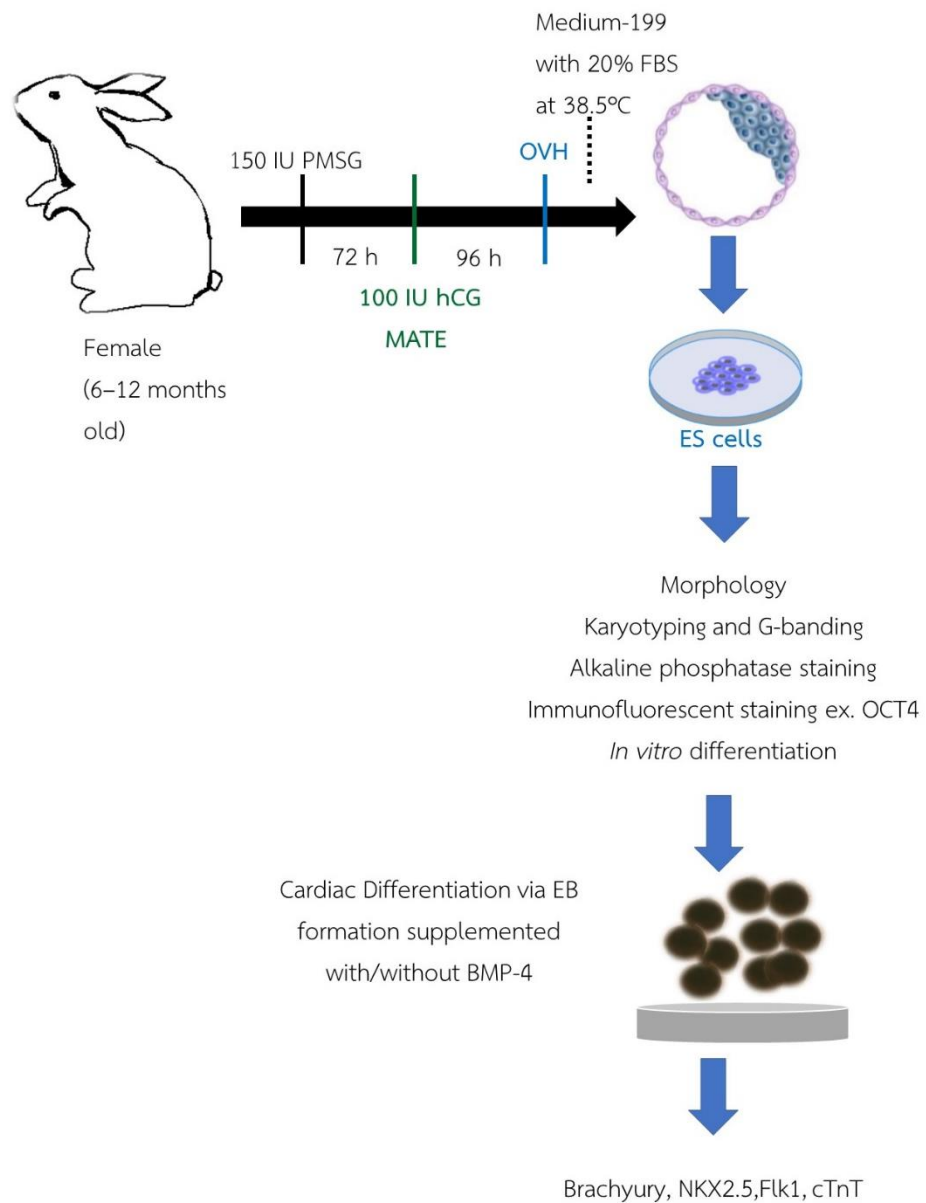 Medium-199
with 20% FBS
at 38.5ºC
150 IU PMSG
OVH
72 h
96 h
100 IU hCG
MATE
Female
(6–12 months
old)
ES cells
Morphology
Karyotyping and G-banding
Alkaline phosphatase staining
Immunofluorescent staining ex. OCT4
In vitro differentiation
Cardiac Differentiation via EB
formation supplemented
with/without BMP-4
Brachyury, NKX2.5,Flk1, cTnT